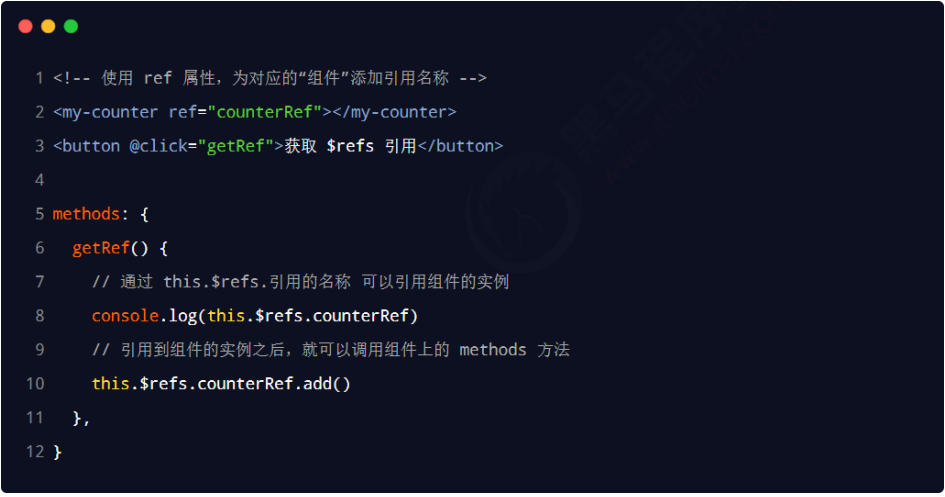 1 <!-- 使用 ref 属性，为对应的“组件”添加引用名称 -->
2 <my-counter ref="counterRef"></my-counter>
3 <button @click="getRef">获取 $refs 引用</button>
4
5 methods: {
6   getRef() {
7     // 通过 this.$refs.引用的名称 可以引用组件的实例
8     console.log(this.$refs.counterRef)
9     // 引用到组件的实例之后，就可以调用组件上的 methods 方法
10     this.$refs.counterRef.add()
11   },
12 }